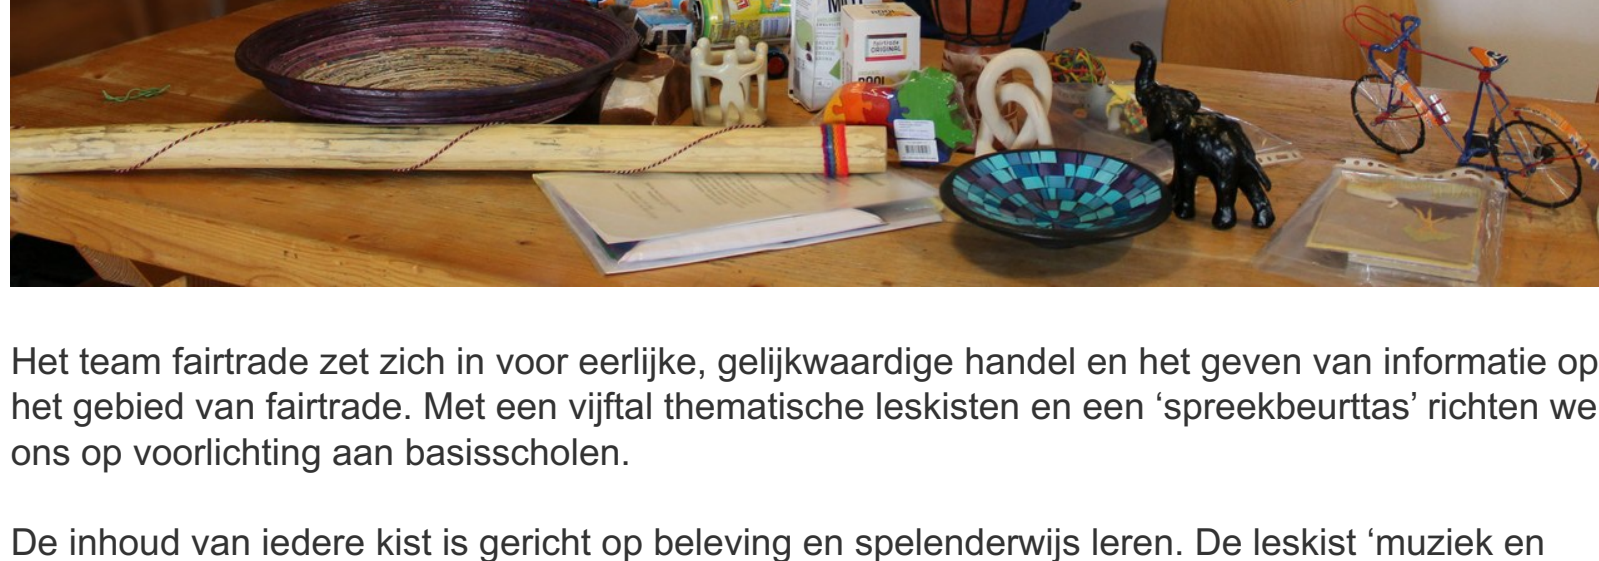 fairtrade
ORIGINAL
Het team fairtrade zet zich in voor eerlijke, gelijkwaardige handel en het geven van informatie op
het gebied van fairtrade. Met een vijftal thematische leskisten en een ‘spreekbeurttas’ richten we
ons op voorlichting aan basisscholen.
De inhoud van iedere kist is gericht op beleving en spelenderwijs leren. De leskist ‘muziek en